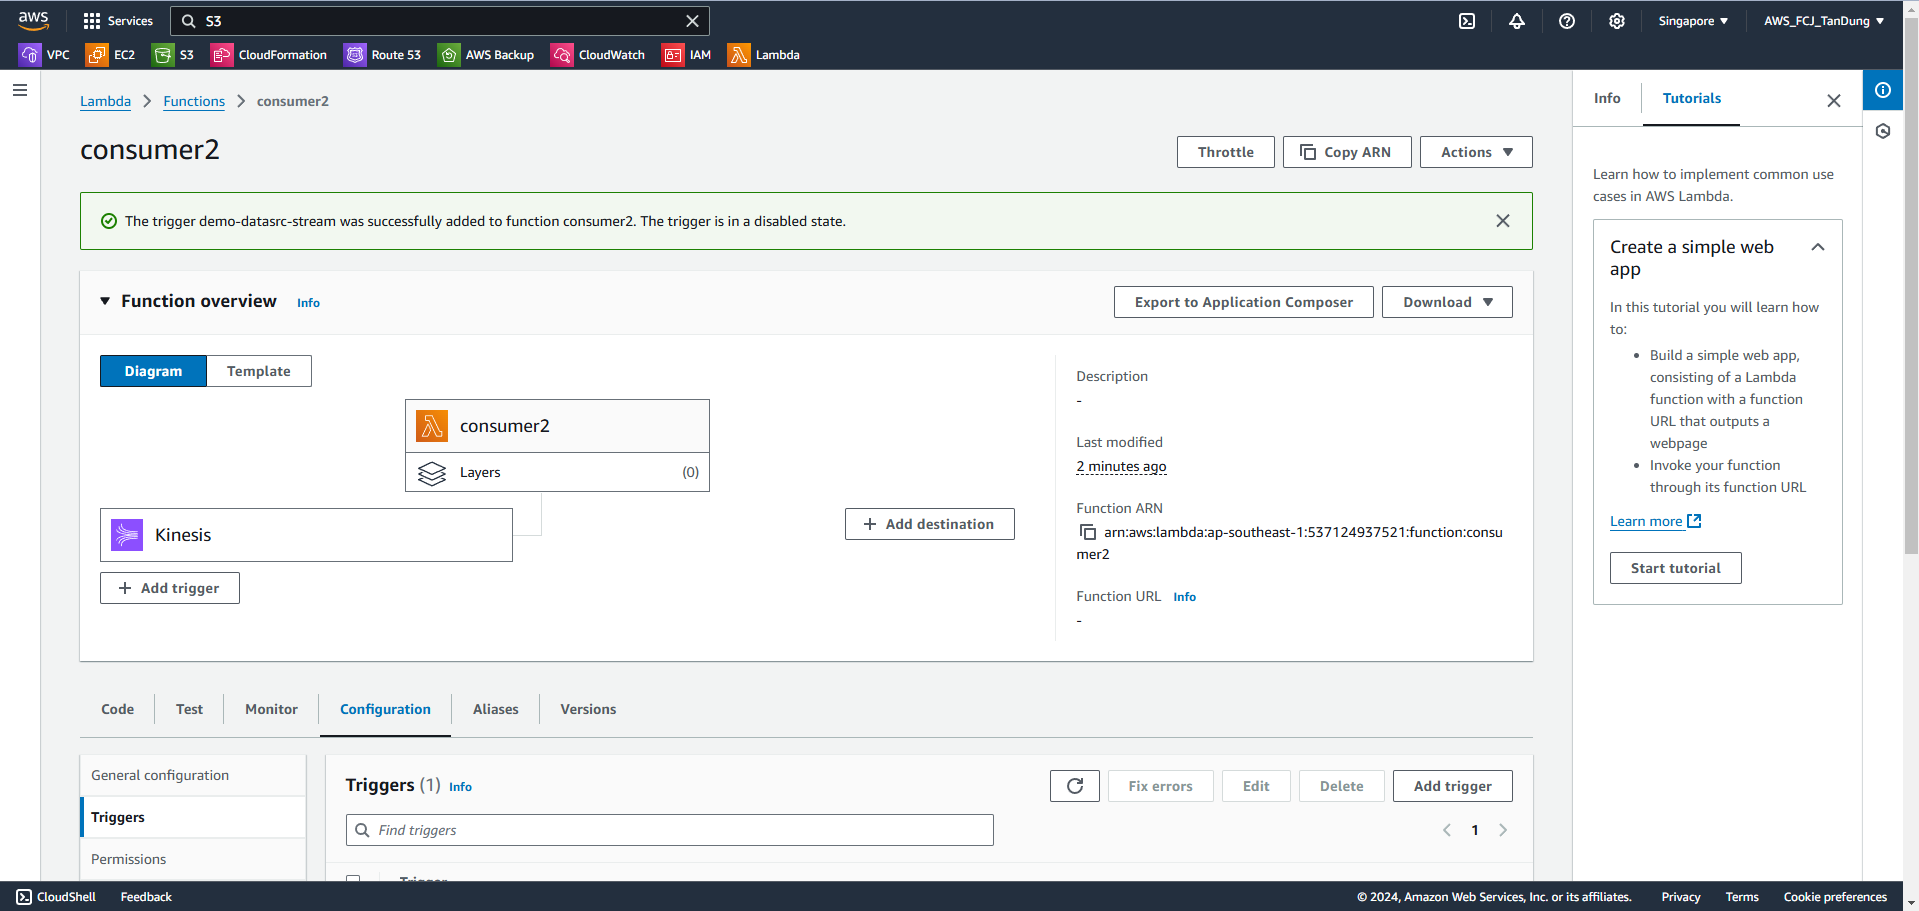 aws
Services
S3
Singapore ▼
AWS_FCJ_TanDung ▼
VPC
EC2
S3
CloudFormation
Route 53
AWS Backup
CloudWatch
IAM
Lambda
Lambda > Functions > consumer2
consumer2
Throttle
Copy ARN
Actions ▼
The trigger demo-datasrc-stream was successfully added to function consumer2. The trigger is in a disabled state.
▼ Function overview Info
Export to Application Composer
Download ▼
Diagram
Template
consumer2
Layers (0)
Kinesis
+ Add trigger
+ Add destination
Description
-
Last modified
2 minutes ago
Function ARN
arn:aws:lambda:ap-southeast-1:537124937521:function:consu
mer2
Function URL Info
-
Code
Test
Monitor
Configuration
Aliases
Versions
General configuration
Triggers
Permissions
Triggers (1) Info
Fix errors
Edit
Delete
Add trigger
Find triggers
< 1 >
Trigger
Info
Tutorials
Learn how to implement common use
cases in AWS Lambda.
Create a simple web
app
In this tutorial you will learn how
to:
• Build a simple web app,
consisting of a Lambda
function with a function
URL that outputs a
webpage
• Invoke your function
through its function URL
Learn more
Start tutorial
CloudShell
Feedback
© 2024, Amazon Web Services, Inc. or its affiliates.
Privacy
Terms
Cookie preferences